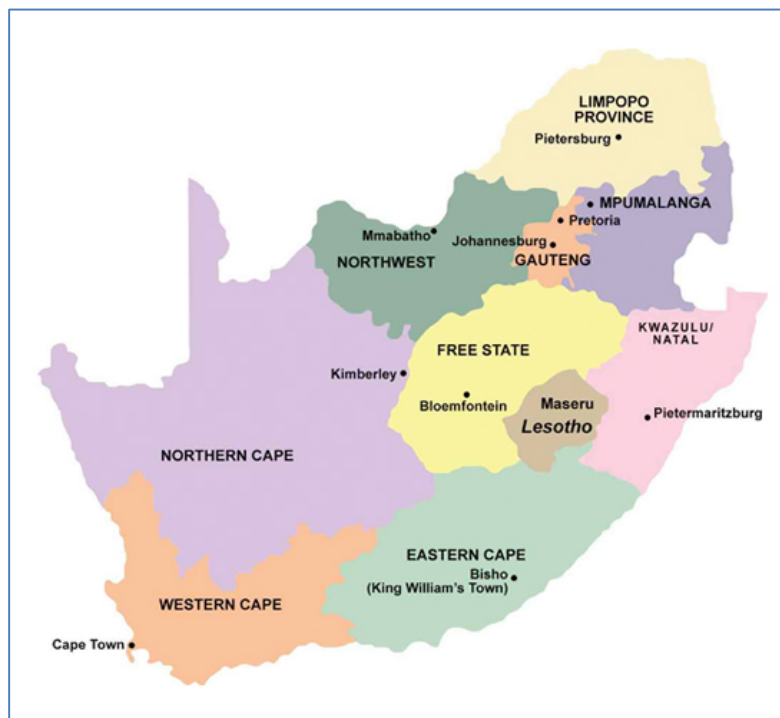 LIMPOPO
PROVINCE
Pietersburg
MPUMALANGA
Pretoria
Mmabatho
Johannesburg
NORTHWEST
GAUTENG
KWAZULU/
NATAL
FREE STATE
Kimberley
Bloemfontein
Maseru
Lesotho
Pietermaritzburg
NORTHERN CAPE
EASTERN CAPE
Bisho
(King William's Town)
WESTERN CAPE
Cape Town